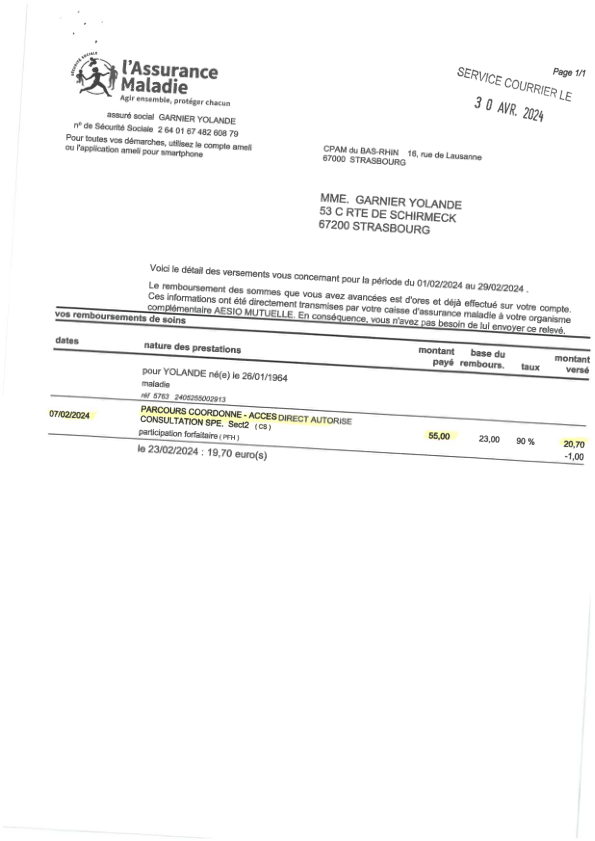 SÉCURITÉ SOCIALE
l'Assurance
Maladie
Agir ensemble, protéger chacun
Page 1/1
SERVICE COURRIER LE
30 AVR. 2024
assuré social GARNIER YOLANDE
n° de Sécurité Sociale 2 64 01 67 482 608 79
Pour toutes vos démarches, utilisez le compte ameli
ou l'application ameli pour smartphone
CPAM du BAS-RHIN 16, rue de Lausanne
67000 STRASBOURG
MME. GARNIER YOLANDE
53 C RTE DE SCHIRMECK
67200 STRASBOURG
Voici le détail des versements vous concernant pour la période du 01/02/2024 au 29/02/2024 .
Le remboursement des sommes que vous avez avancées est d'ores et déjà effectué sur votre compte.
Ces informations ont été directement transmises par votre caisse d'assurance maladie à votre organisme
complémentaire AESIO MUTUELLE. En conséquence, vous n'avez pas besoin de lui envoyer ce relevé.
vos remboursements de soins
dates nature des prestations montant payé base du rembours. taux montant versé
pour YOLANDE né(e) le 26/01/1964
maladie
réf 5763 2405255002913
07/02/2024 PARCOURS COORDONNE - ACCES DIRECT AUTORISE
CONSULTATION SPE. Sect2 (CS) 55,00 23,00 90 % 20,70
participation forfaitaire (PFH) -1,00
le 23/02/2024 : 19,70 euro(s)